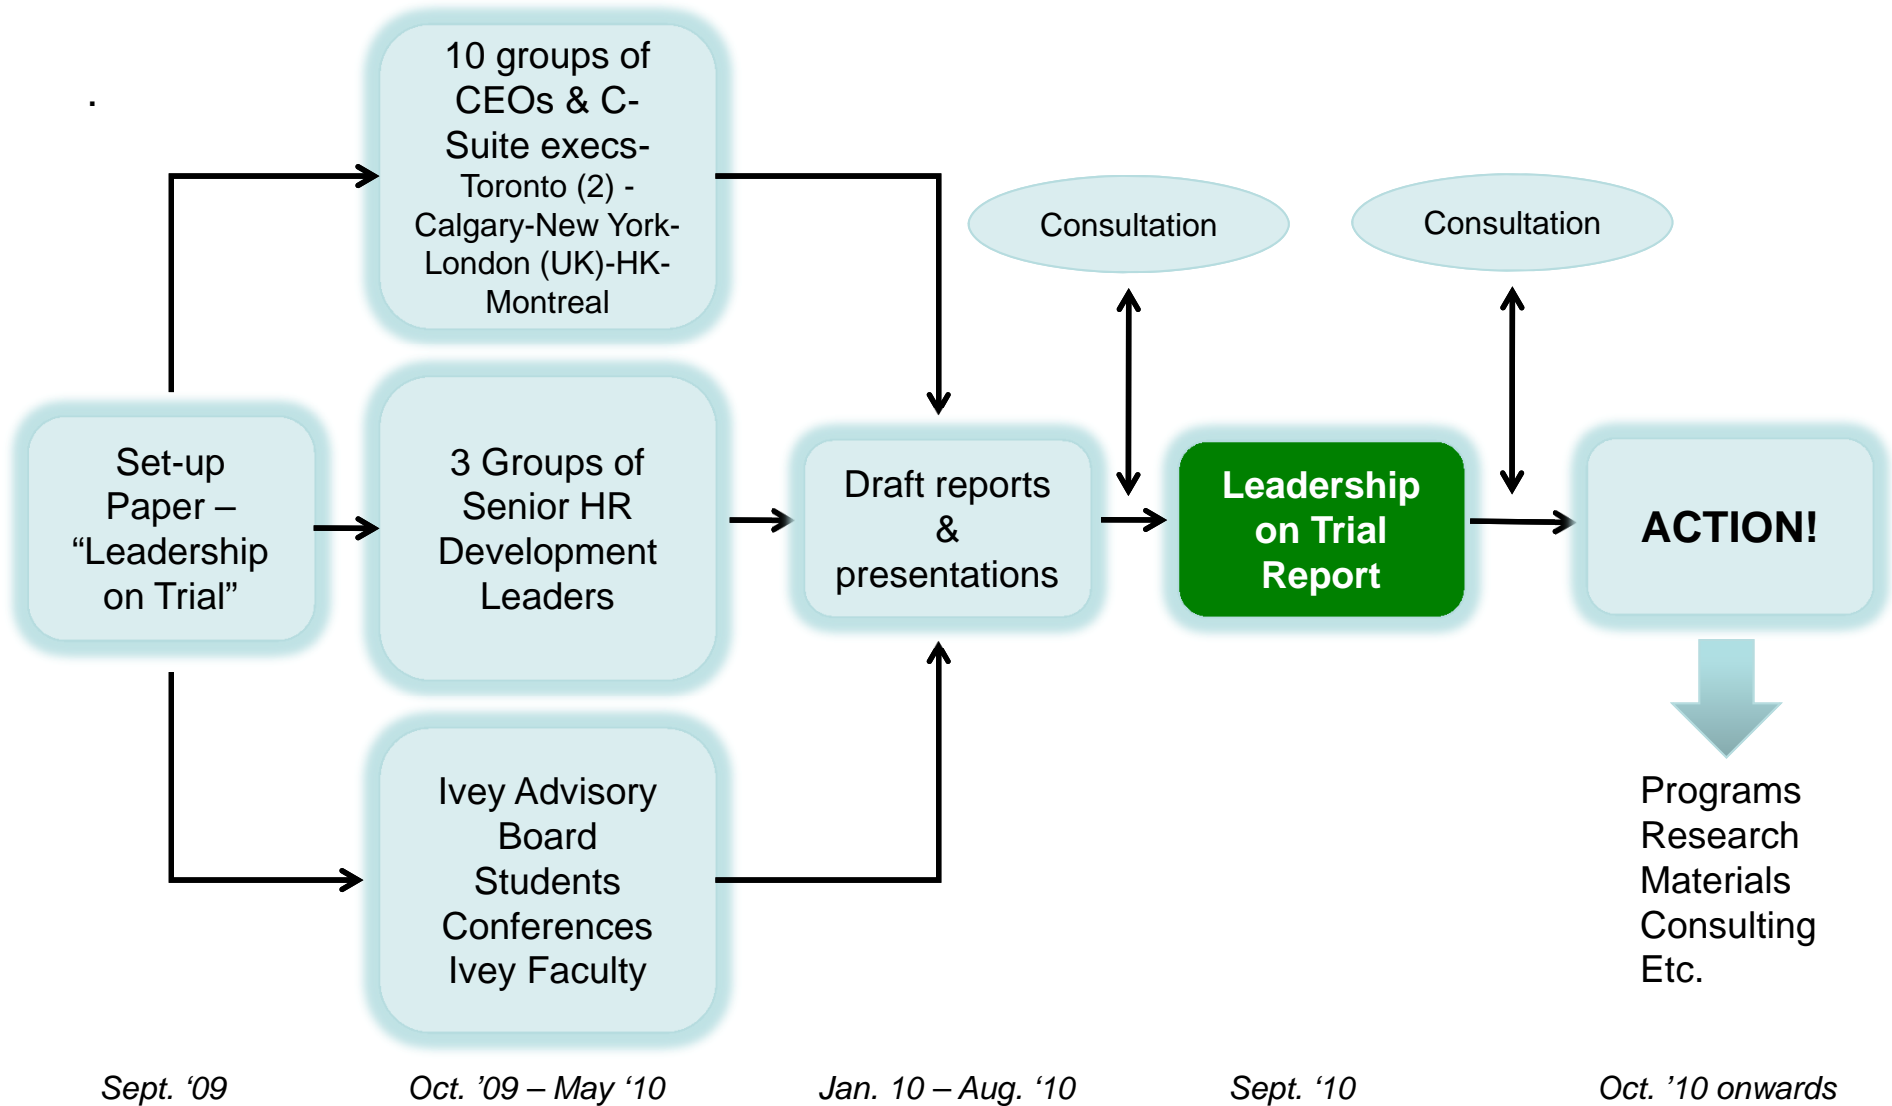 .
10 groups of
CEOs & C-
Suite execs-
Toronto (2) -
Calgary-New York-
London (UK)-HK-
Montreal
Consultation
Consultation
Set-up
Paper –
“Leadership
on Trial”
3 Groups of
Senior HR
Development
Leaders
Draft reports
&
presentations
Leadership
on Trial
Report
ACTION!
Ivey Advisory
Board
Students
Conferences
Ivey Faculty
Programs
Research
Materials
Consulting
Etc.
Sept. ‘09
Oct. ’09 – May ‘10
Jan. 10 – Aug. ‘10
Sept. ‘10
Oct. ’10 onwards